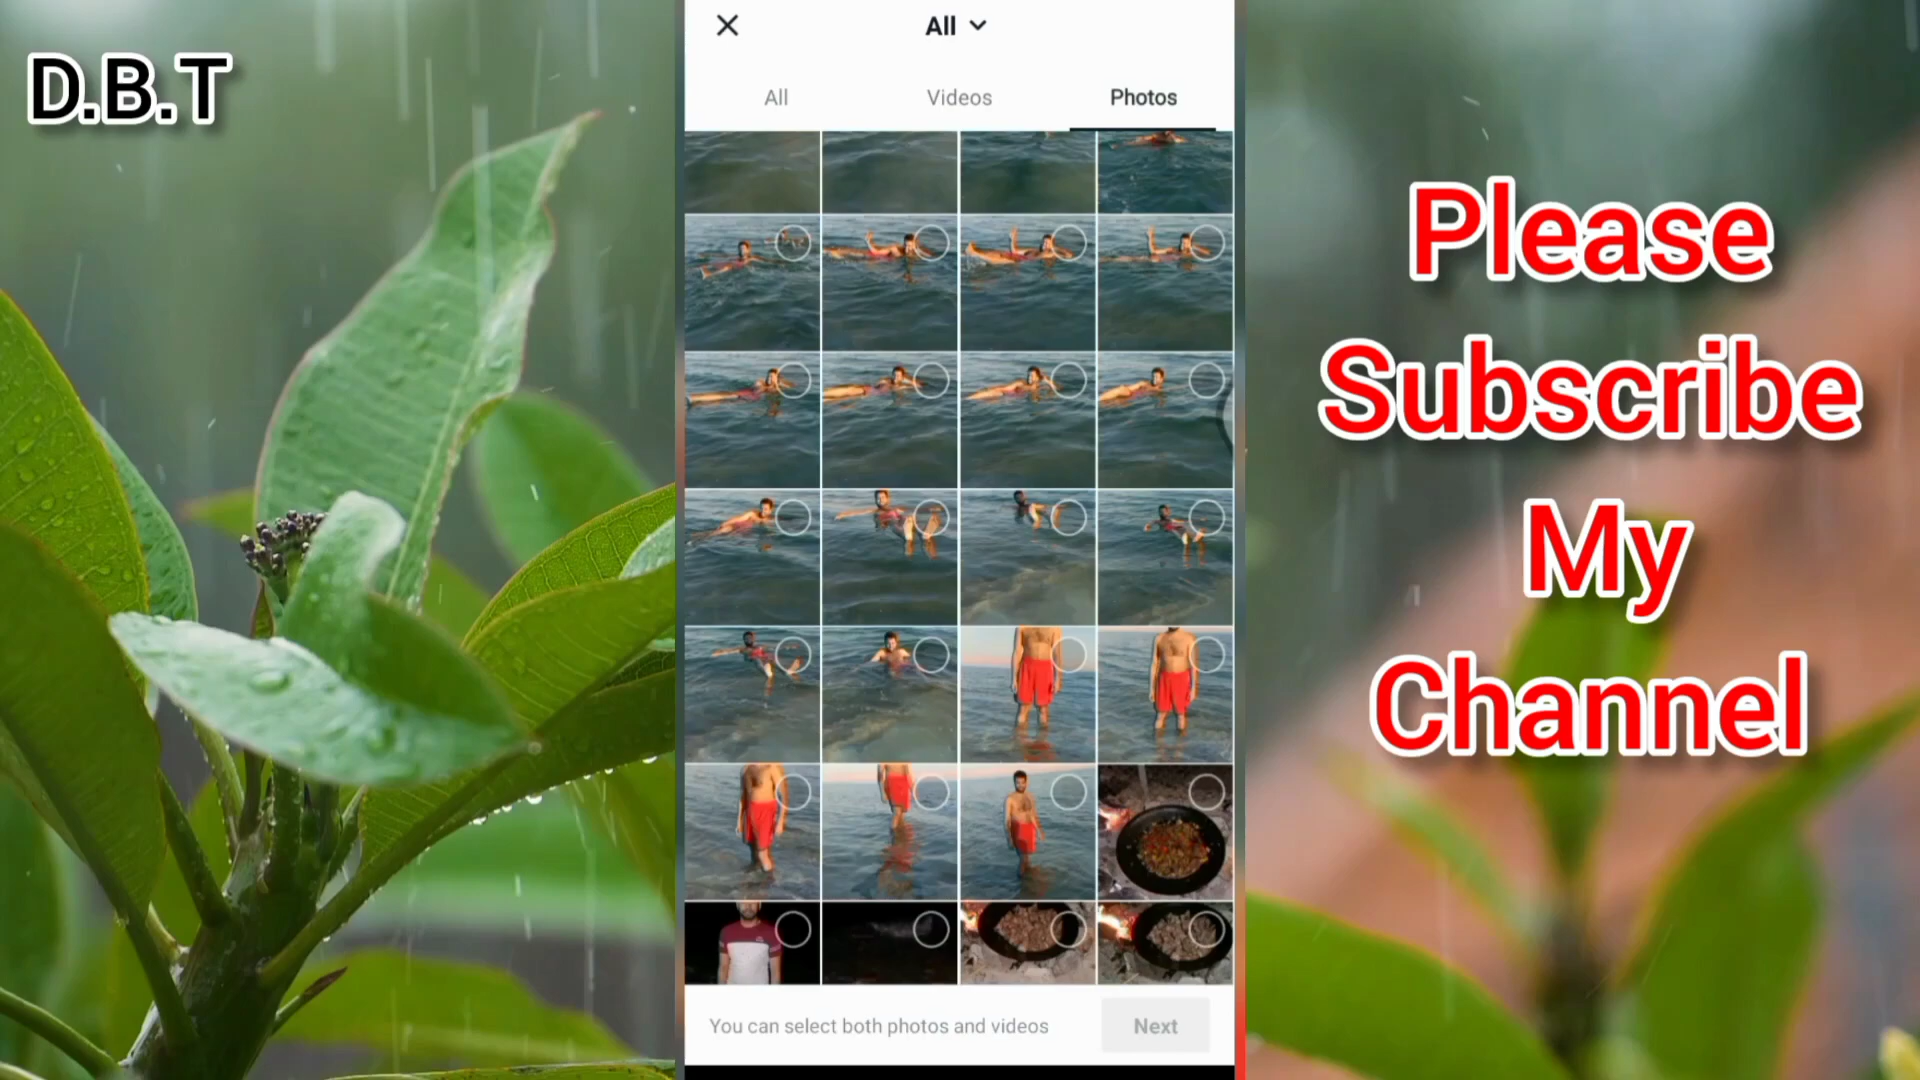 D.B.T
All
All
Videos
Photos
Please
Subscribe
My
Channel
You can select both photos and videos
Next